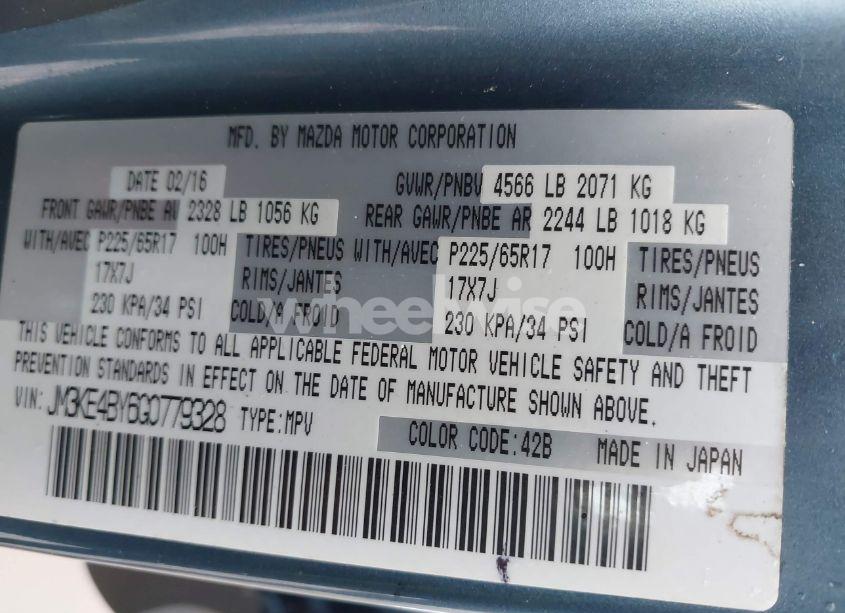 MFD. BY MAZDA MOTOR CORPORATION
DATE 02/16 GVWR/PNBV 4566 LB 2071 KG
FRONT GAWR/PNBE AV 2328 LB 1056 KG REAR GAWR/PNBE AR 2244 LB 1018 KG
WITH/AVEC P225/65R17 100H TIRES/PNEUS WITH/AVEC P225/65R17 100H TIRES/PNEUS
17X7J RIMS/JANTES 17X7J RIMS/JANTES
230 KPA/34 PSI COLD/A FROID 230 KPA/34 PSI COLD/A FROID
wheelwise
THIS VEHICLE CONFORMS TO ALL APPLICABLE FEDERAL MOTOR VEHICLE SAFETY AND THEFT
PREVENTION STANDARDS IN EFFECT ON THE DATE OF MANUFACTURE SHOWN ABOVE.
VIN: JM3KE4BY6G0779328 TYPE:MPV
COLOR CODE:42B MADE IN JAPAN